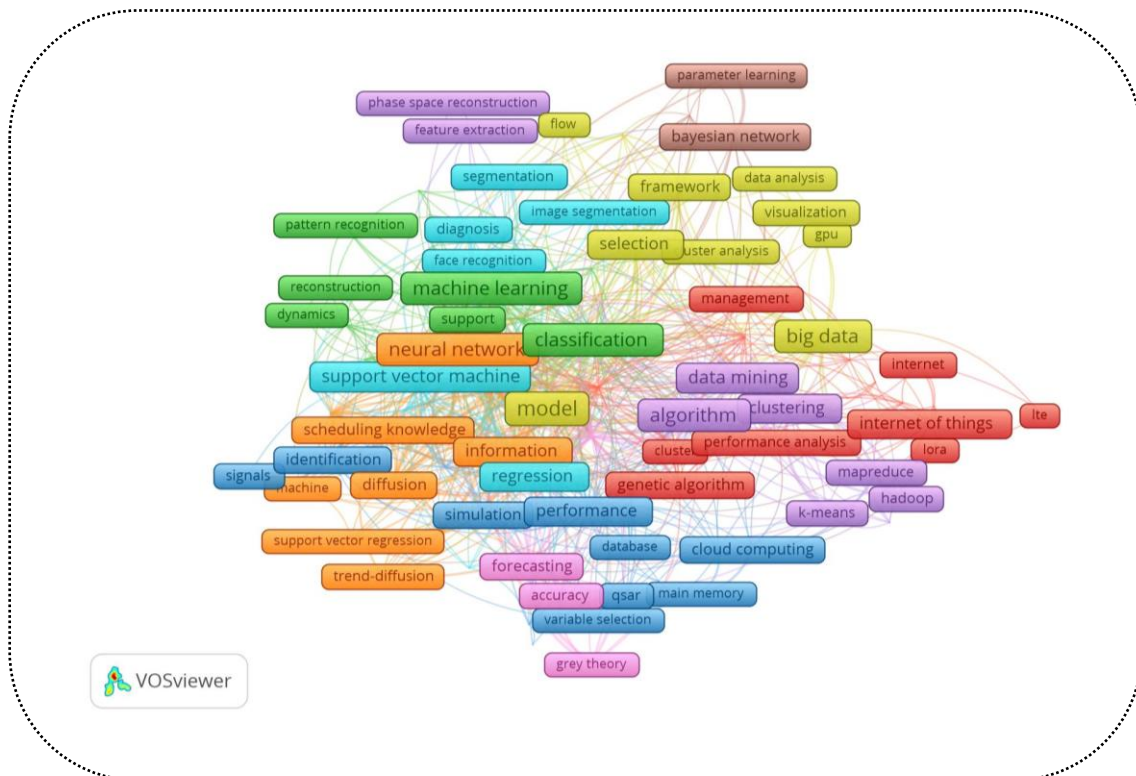 parameter learning
phase space reconstruction
flow
feature extraction
bayesian network
segmentation
framework
data analysis
image segmentation
visualization
pattern recognition
diagnosis
gpu
selection
cluster analysis
face recognition
reconstruction
machine learning
management
dynamics
support
classification
big data
neural network
internet
support vector machine
data mining
model
algorithm
clustering
lte
internet of things
scheduling knowledge
performance analysis
information
cluster
lora
identification
signals
regression
mapreduce
machine
diffusion
genetic algorithm
hadoop
simulation
performance
k-means
support vector regression
database
cloud computing
forecasting
trend-diffusion
accuracy
qsar
main memory
variable selection
grey theory
VOSviewer